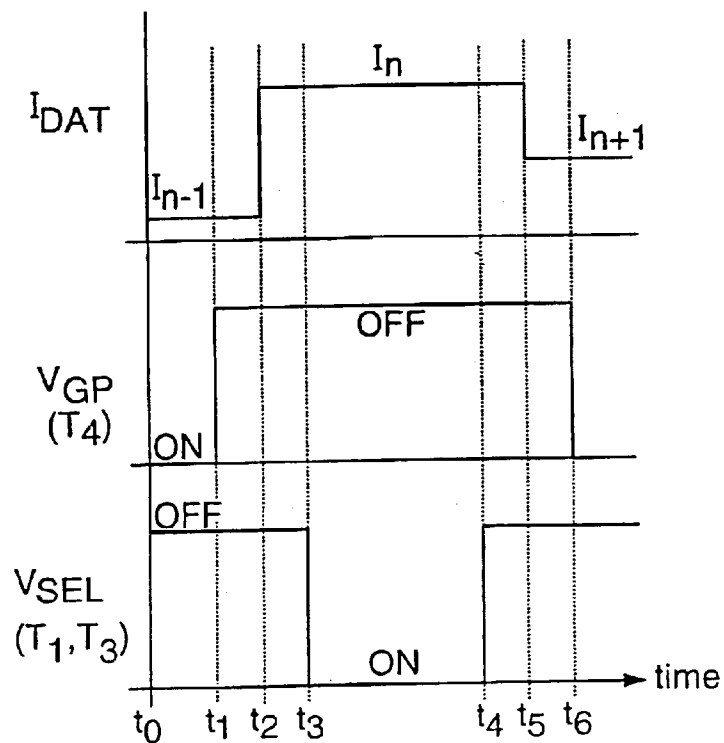 I_n
I_DAT
I_n+1
I_n-1
OFF
V_GP
(T_4)
ON
OFF
V_SEL
(T_1,T_3)
ON
time
t_0 t_1 t_2 t_3 t_4 t_5 t_6